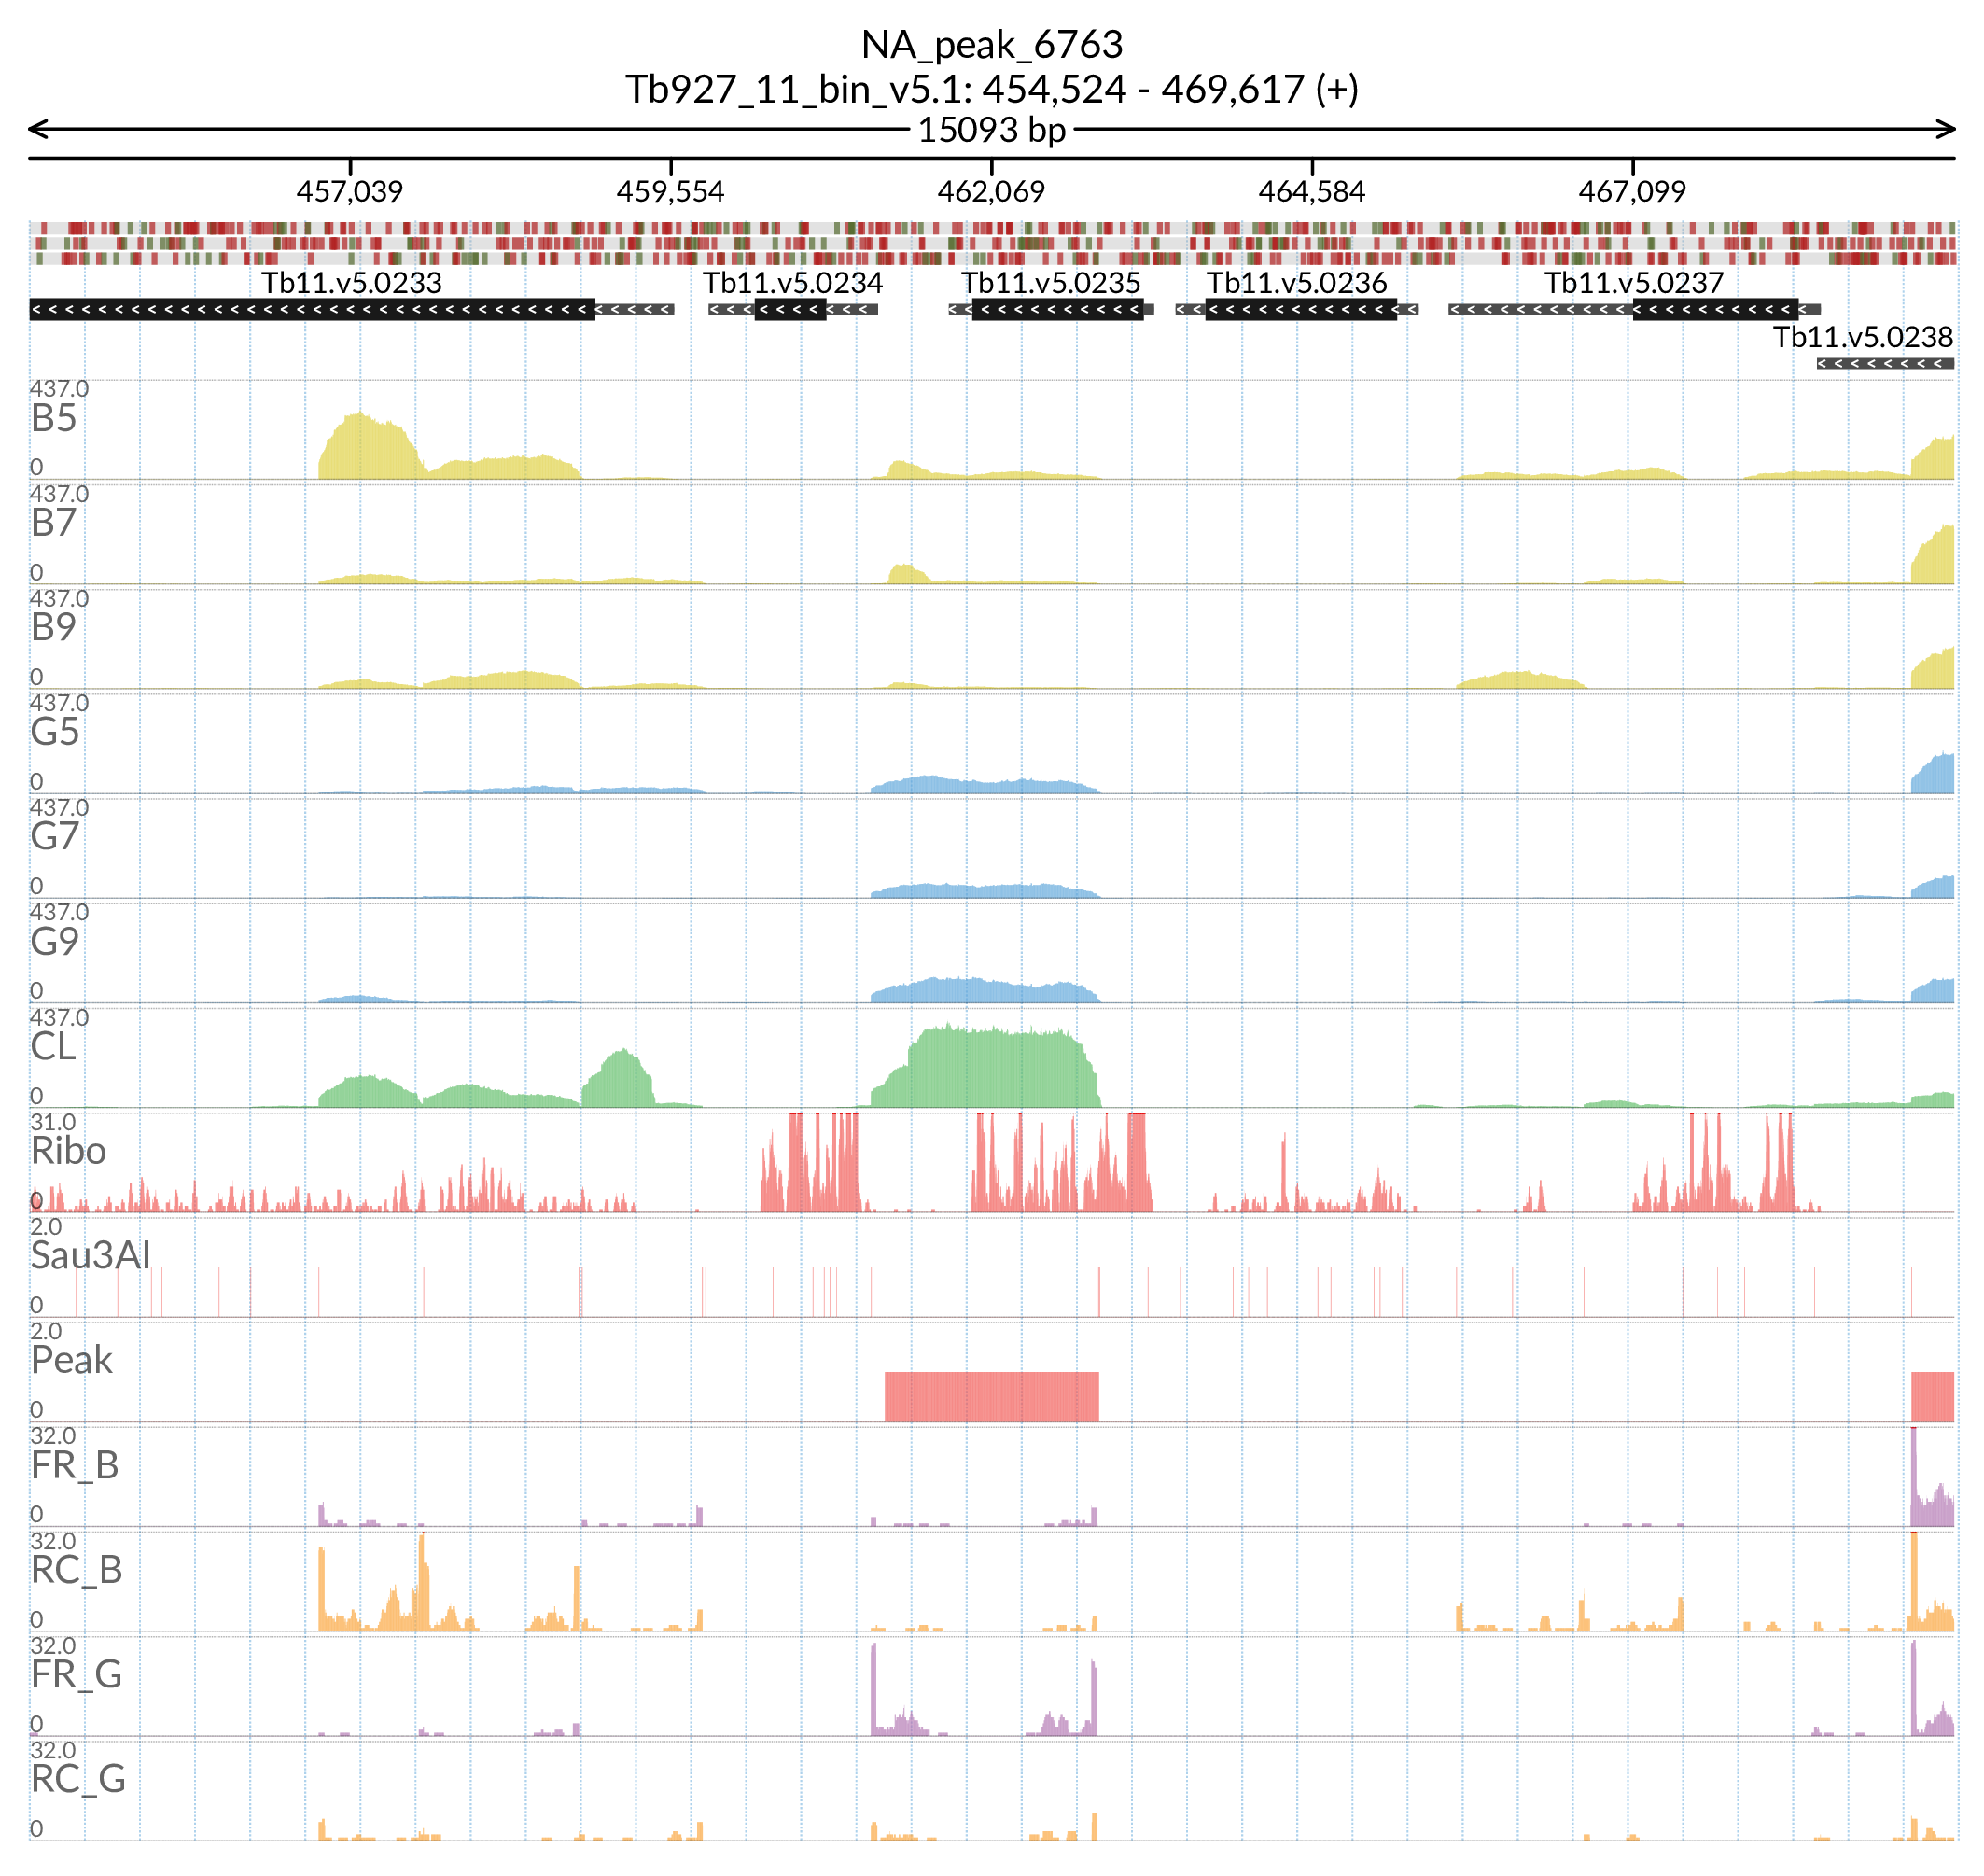 NA_peak_6763
Tb927_11_bin_v5.1: 454,524 - 469,617 (+)
15093 bp
457,039 459,554 462,069 464,584 467,099
Tb11.v5.0233 Tb11.v5.0234 Tb11.v5.0235 Tb11.v5.0236 Tb11.v5.0237
Tb11.v5.0238
437.0
B5
0
437.0
B7
0
437.0
B9
0
437.0
G5
0
437.0
G7
0
437.0
G9
0
437.0
CL
0
31.0
Ribo
0
2.0
Sau3AI
0
2.0
Peak
0
32.0
FR_B
0
32.0
RC_B
0
32.0
FR_G
0
32.0
RC_G
0